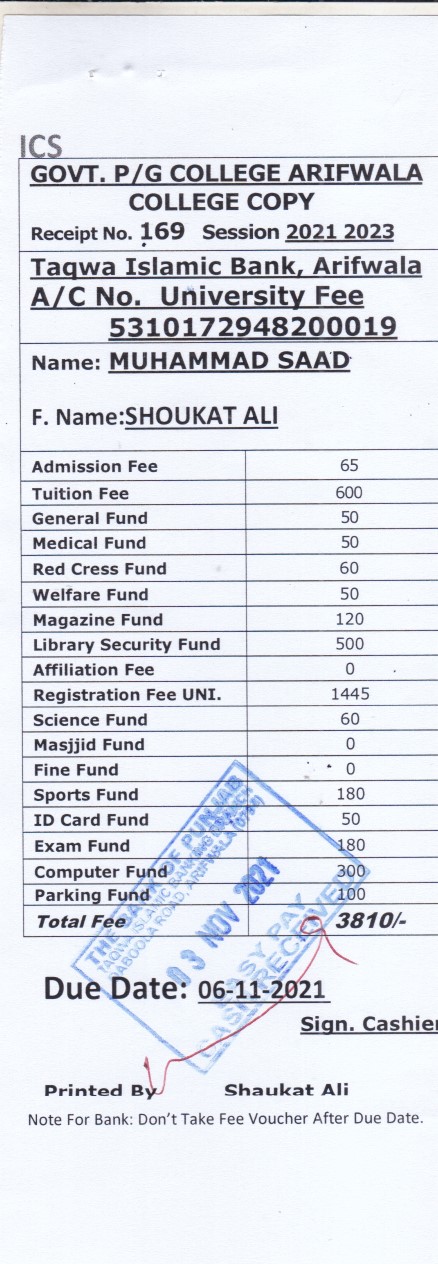 ICS
GOVT. P/G COLLEGE ARIFWALA
COLLEGE COPY
Receipt No. 169 Session 2021 2023
Taqwa Islamic Bank, Arifwala
A/C No. University Fee
5310172948200019
Name: MUHAMMAD SAAD
F. Name:SHOUKAT ALI
Admission Fee 65
Tuition Fee 600
General Fund 50
Medical Fund 50
Red Cress Fund 60
Welfare Fund 50
Magazine Fund 120
Library Security Fund 500
Affiliation Fee 0
Registration Fee UNI. 1445
Science Fund 60
Masjjid Fund 0
Fine Fund 0
Sports Fund 180
ID Card Fund 50
Exam Fund 180
Computer Fund 300
Parking Fund 100
Total Fee 3810/-
THE BANK OF PUNJAB
TAQWA ISLAMIC BANKING BRANCH
QABOOLA ROAD, ARIFWALA
03 NOV 2021
CASH RECEIVED
Due Date: 06-11-2021
Sign. Cashier
Printed By Shaukat Ali
Note For Bank: Don't Take Fee Voucher After Due Date.